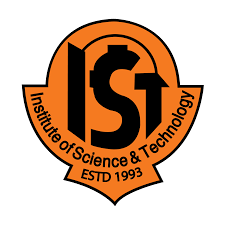 IST
Institute of Science & Technology
ESTD 1993